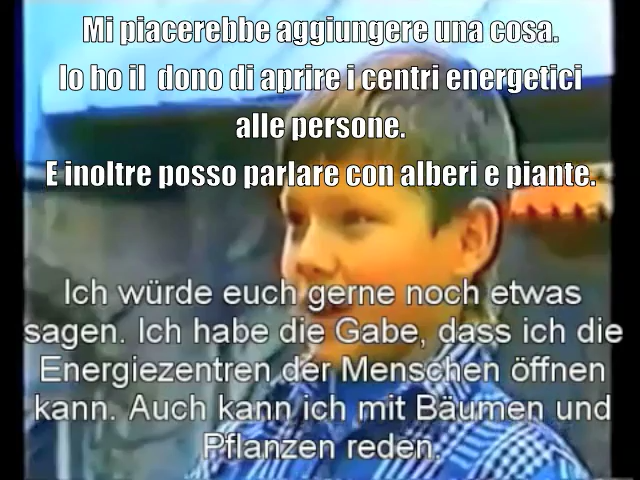 Mi piacerebbe aggiungere una cosa.
Io ho il dono di aprire i centri energetici
alle persone.
E inoltre posso parlare con alberi e piante.
Ich würde euch gerne noch etwas
sagen. Ich habe die Gabe, dass ich die
Energiezentren der Menschen öffnen
kann. Auch kann ich mit Bäumen und
Pflanzen reden.